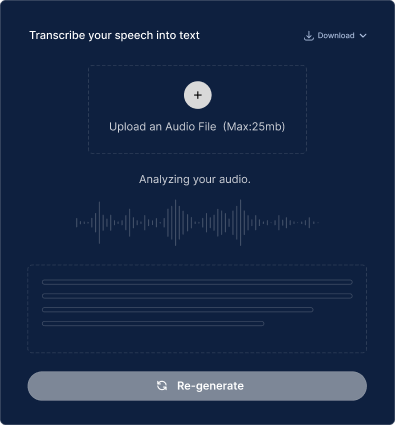 Transcribe your speech into text
Download
Upload an Audio File (Max:25mb)
Analyzing your audio.
Re-generate